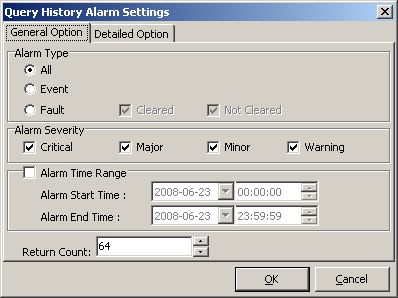 Query History Alarm Settings
General Option Detailed Option
Alarm Type
All
Event
Fault Cleared Not Cleared
Alarm Severity
Critical Major Minor Warning
Alarm Time Range
Alarm Start Time : 2008-06-23 00:00:00
Alarm End Time : 2008-06-23 23:59:59
Return Count: 64
OK Cancel